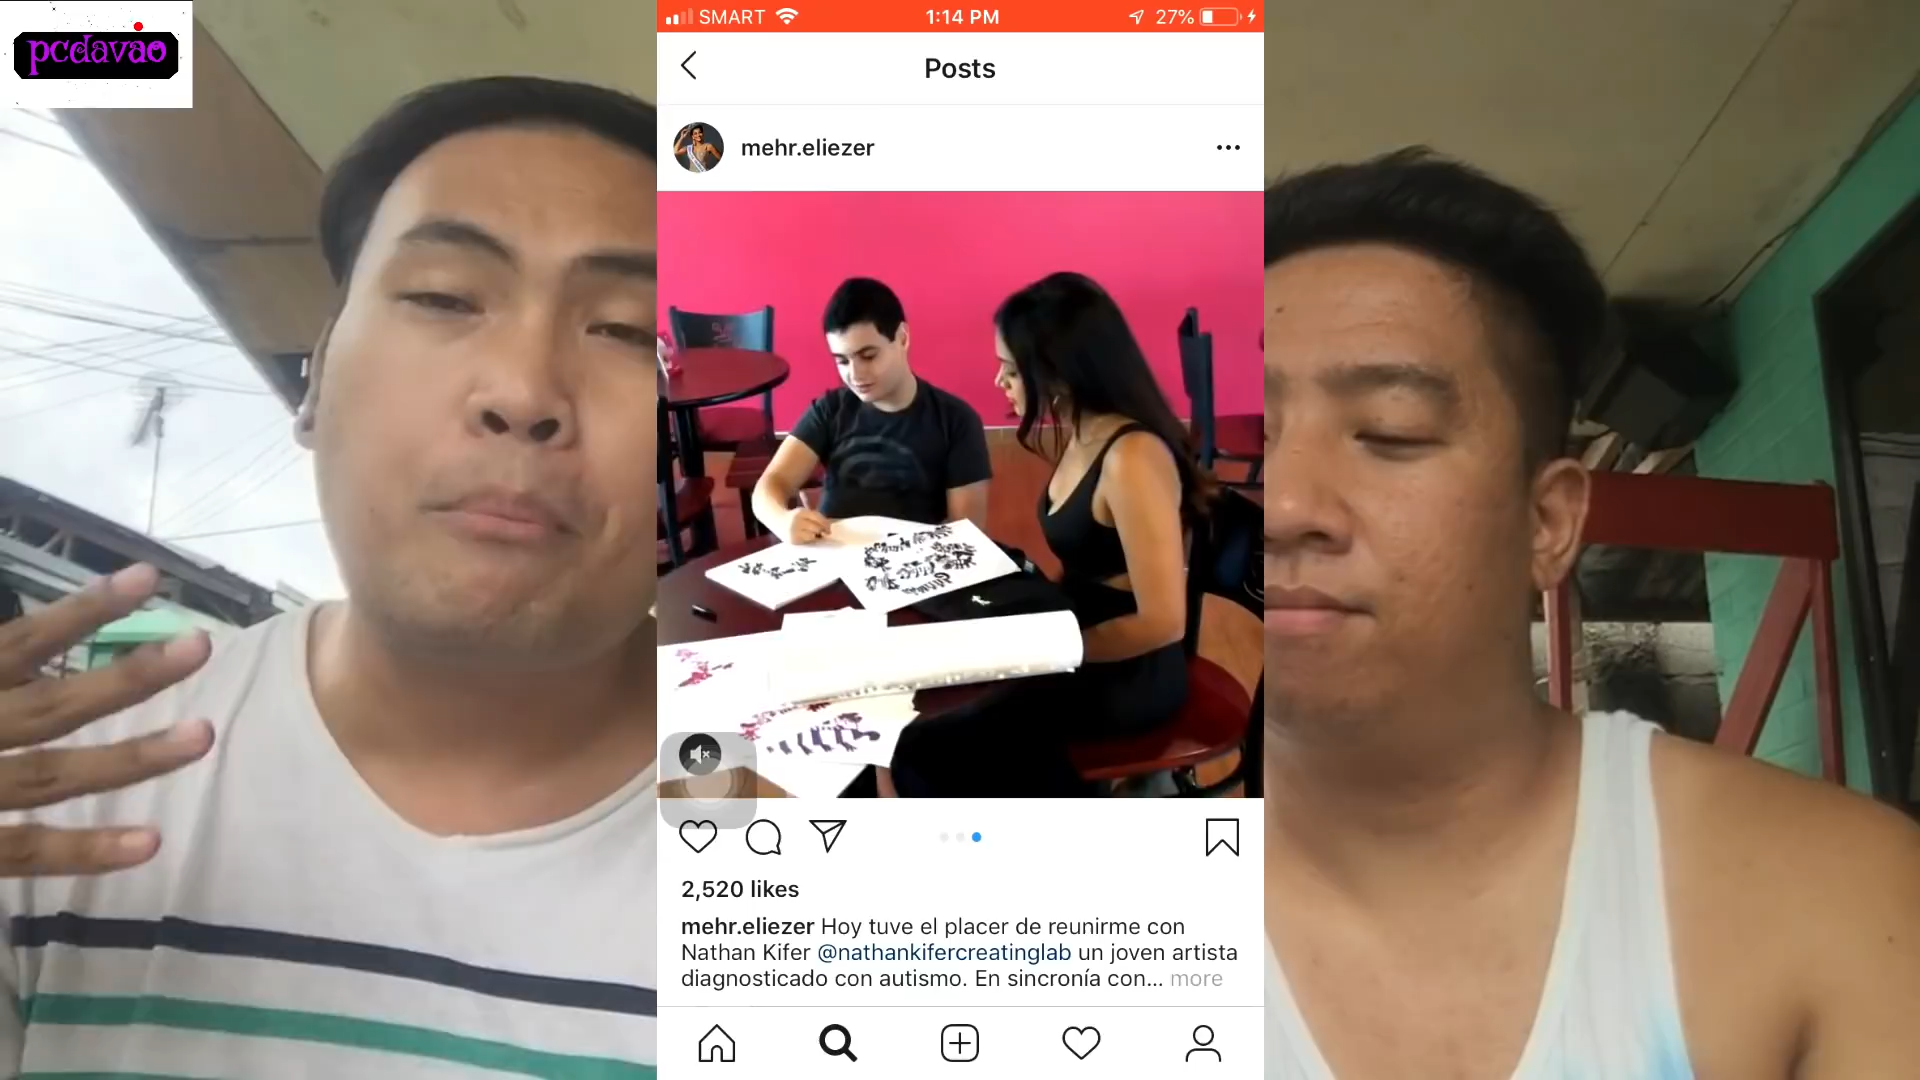 pcdavao
SMART 1:14 PM 27%
Posts
mehr.eliezer
2,520 likes
mehr.eliezer Hoy tuve el placer de reunirme con
Nathan Kifer @nathankifercreatinglab un joven artista
diagnosticado con autismo. En sincronía con... more